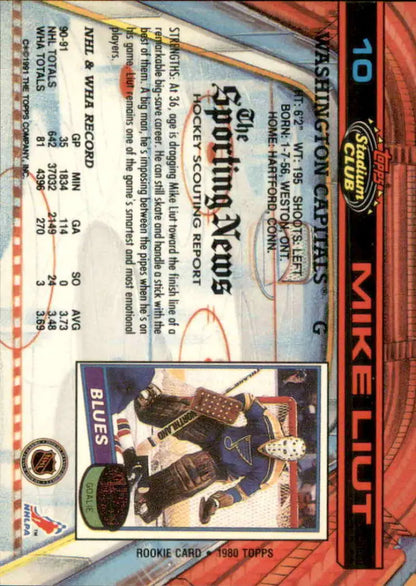 10
TOPPS
Stadium
CLUB
MIKE LIUT
WASHINGTON CAPITALS™ G
HT: 6'2" WT: 195 SHOOTS: LEFT
BORN: 1-7-56, WESTON, ONT.
HOME: HARTFORD, CONN.
The
Sporting News
HOCKEY SCOUTING REPORT
STRENGTHS: At 36, age is dragging Mike Liut toward the finish line of a
remarkable big-save career. He can still skate and handle a stick with the
best of them. A big man, he's imposing between the pipes when he's on
his game. Liut remains one of the game's smartest and most emotional
players.
NHL & WHA RECORD
GP MIN GA SO AVG
90-91 35 1834 114 0 3.73
NHL TOTALS 642 37032 2149 24 3.48
WHA TOTALS 81 4396 270 3 3.69
BLUES
GOALIE
ROOKIE CARD • 1980 TOPPS
NHL
NHLPA™